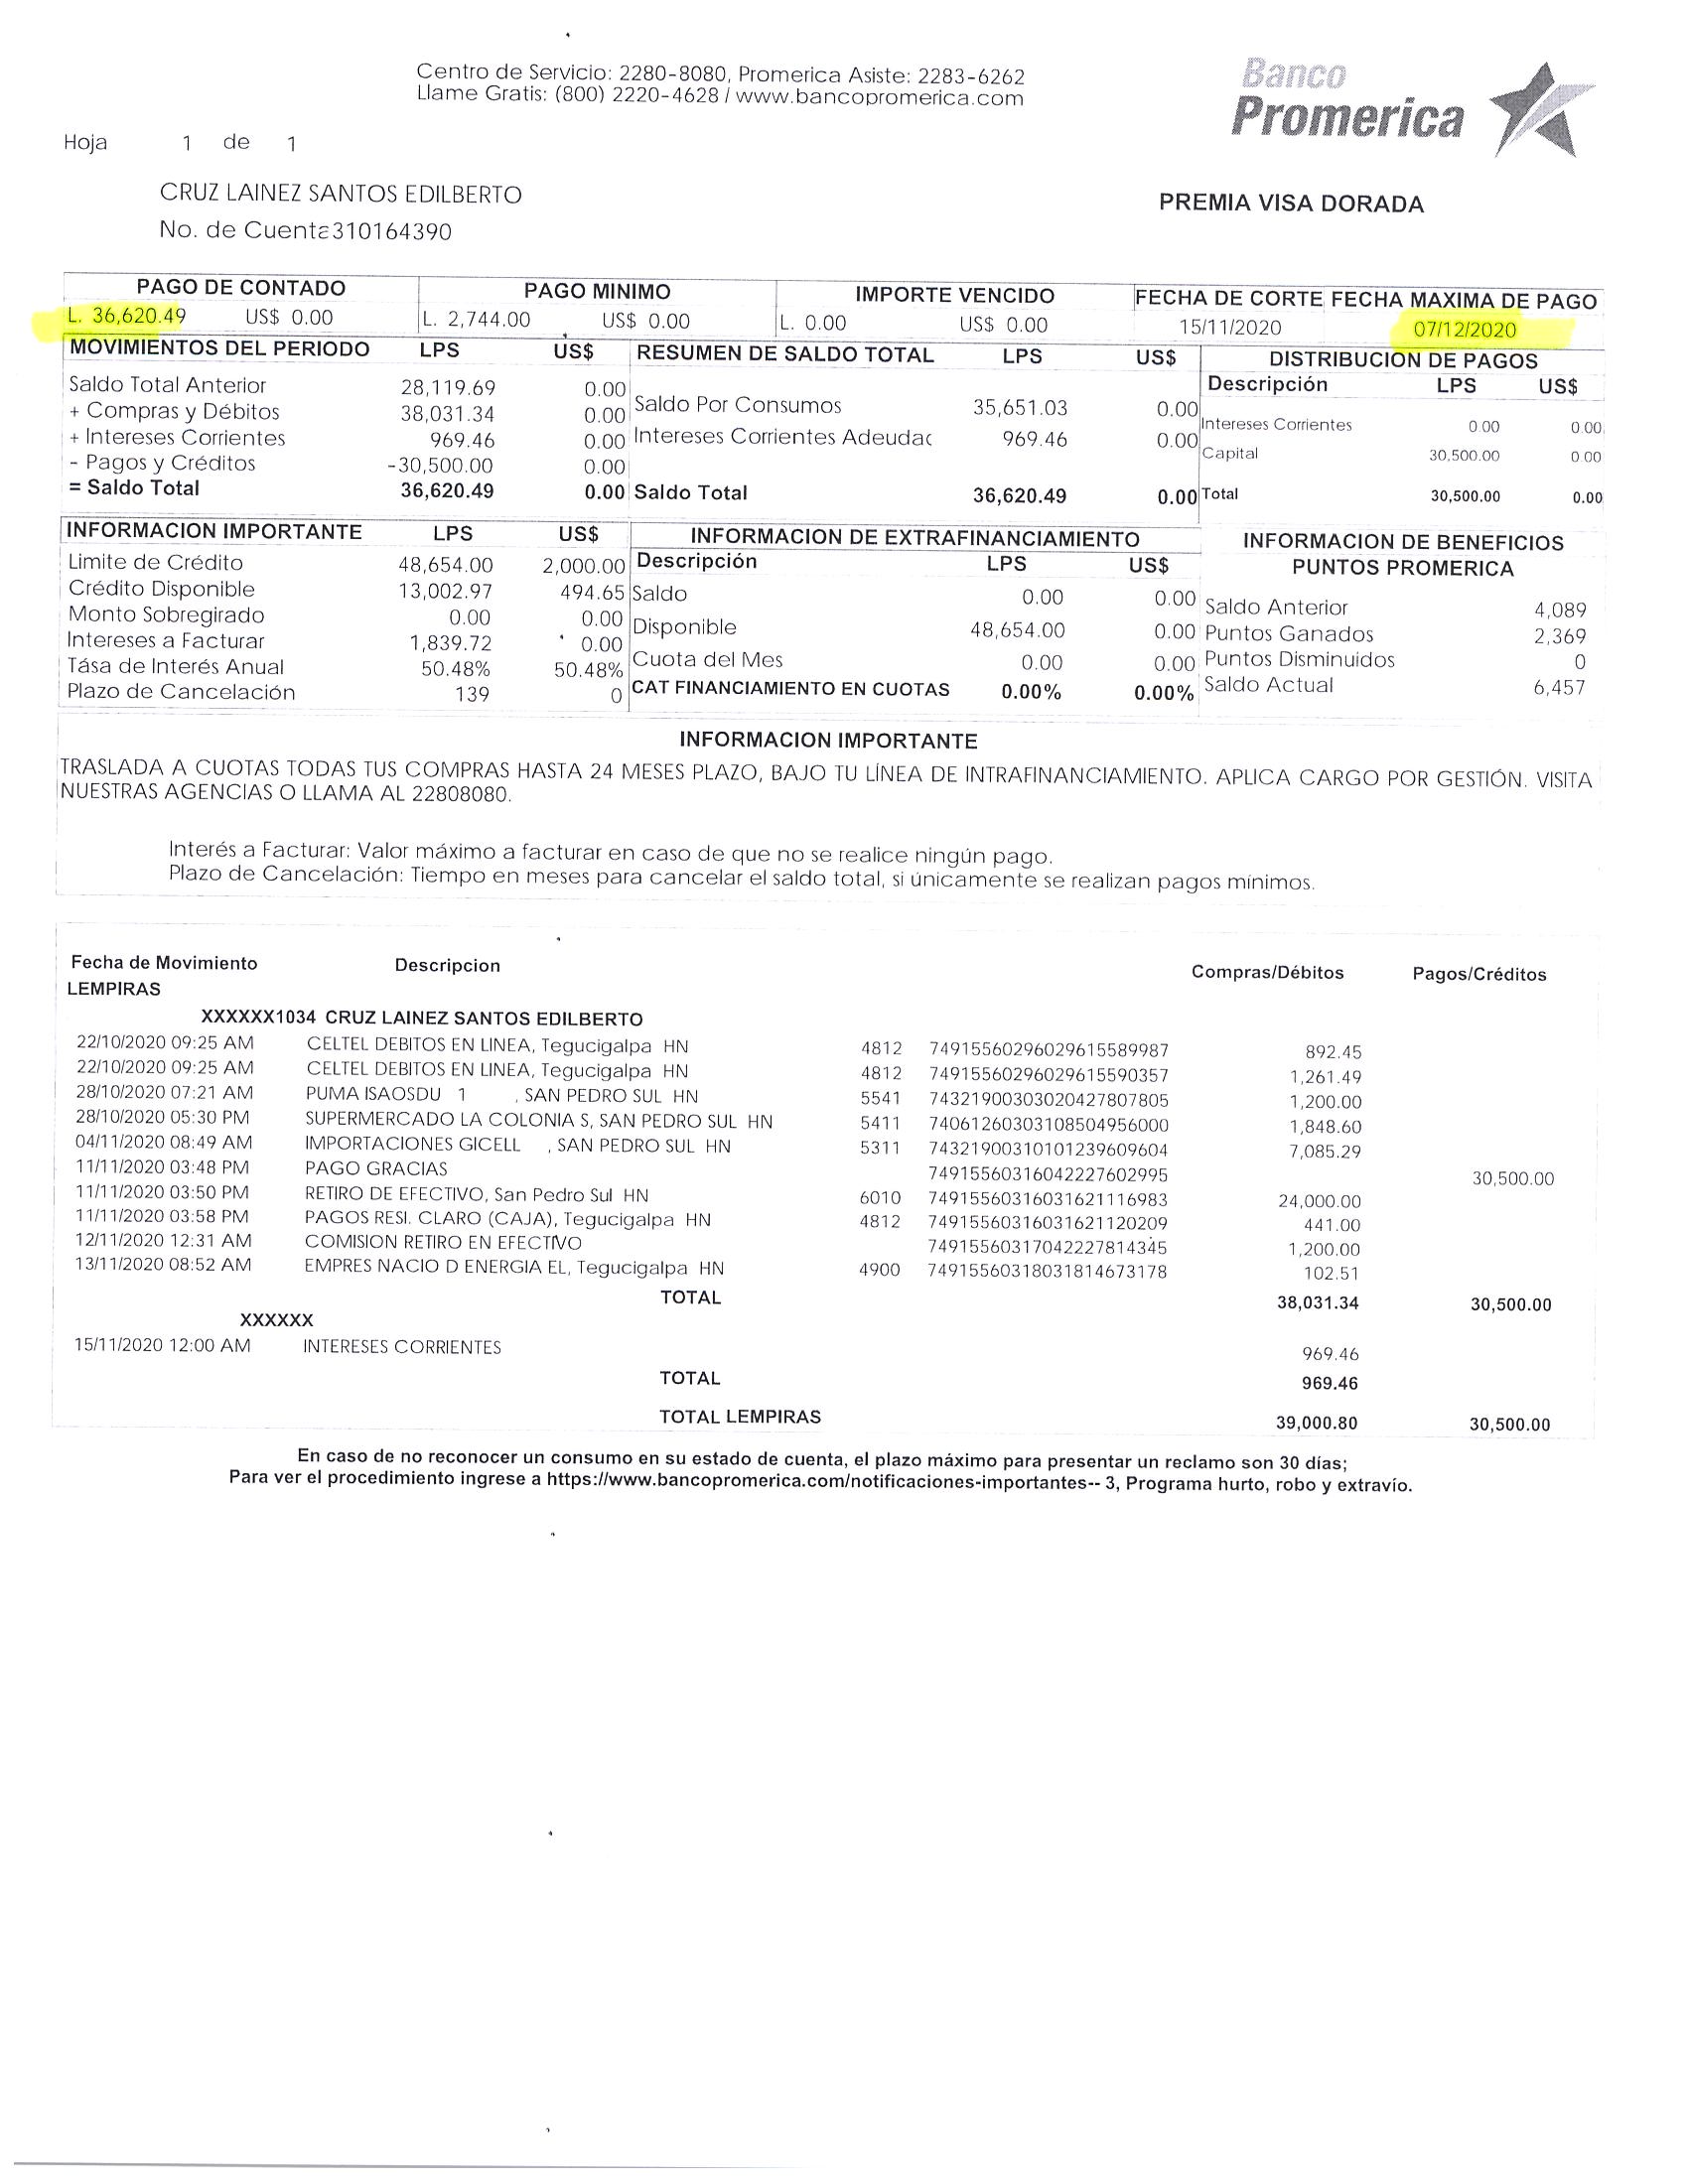 Centro de Servicio: 2280-8080, Promerica Asiste: 2283-6262
Llame Gratis: (800) 2220-4628 / www.bancopromerica.com
Banco
Promerica
Hoja 1 de 1
CRUZ LAINEZ SANTOS EDILBERTO
PREMIA VISA DORADA
No. de Cuenta310164390
PAGO DE CONTADO PAGO MINIMO IMPORTE VENCIDO FECHA DE CORTE FECHA MAXIMA DE PAGO
L. 36,620.49 US$ 0.00 L. 2,744.00 US$ 0.00 L. 0.00 US$ 0.00 15/11/2020 07/12/2020
MOVIMIENTOS DEL PERIODO LPS US$
Saldo Total Anterior 28,119.69 0.00
+ Compras y Débitos 38,031.34 0.00
+ Intereses Corrientes 969.46 0.00
- Pagos y Créditos -30,500.00 0.00
= Saldo Total 36,620.49 0.00
RESUMEN DE SALDO TOTAL LPS US$
Saldo Por Consumos 35,651.03 0.00
Intereses Corrientes Adeudac 969.46 0.00
Saldo Total 36,620.49 0.00
DISTRIBUCION DE PAGOS
Descripción LPS US$
Intereses Corrientes 0.00 0.00
Capital 30,500.00 0 00
Total 30,500.00 0.00
INFORMACION IMPORTANTE LPS US$
Limite de Crédito 48,654.00 2,000.00
Crédito Disponible 13,002.97 494.65
Monto Sobregirado 0.00 0.00
Intereses a Facturar 1,839.72 0.00
Tása de Interés Anual 50.48% 50.48%
Plazo de Cancelación 139 0
INFORMACION DE EXTRAFINANCIAMIENTO
Descripción LPS US$
Saldo 0.00 0.00
Disponible 48,654.00 0.00
Cuota del Mes 0.00 0.00
CAT FINANCIAMIENTO EN CUOTAS 0.00% 0.00%
INFORMACION DE BENEFICIOS
PUNTOS PROMERICA
Saldo Anterior 4,089
Puntos Ganados 2,369
Puntos Disminuidos 0
Saldo Actual 6,457
INFORMACION IMPORTANTE
TRASLADA A CUOTAS TODAS TUS COMPRAS HASTA 24 MESES PLAZO, BAJO TU LÍNEA DE INTRAFINANCIAMIENTO. APLICA CARGO POR GESTIÓN. VISITA
NUESTRAS AGENCIAS O LLAMA AL 22808080.
Interés a Facturar: Valor máximo a facturar en caso de que no se realice ningún pago.
Plazo de Cancelación: Tiempo en meses para cancelar el saldo total, si únicamente se realizan pagos mínimos.
Fecha de Movimiento Descripcion Compras/Débitos Pagos/Créditos
LEMPIRAS
XXXXXX1034 CRUZ LAINEZ SANTOS EDILBERTO
22/10/2020 09:25 AM CELTEL DEBITOS EN LINEA, Tegucigalpa HN 4812 74915560296029615589987 892.45
22/10/2020 09:25 AM CELTEL DEBITOS EN LINEA, Tegucigalpa HN 4812 74915560296029615590357 1,261.49
28/10/2020 07:21 AM PUMA ISAOSDU 1 , SAN PEDRO SUL HN 5541 74321900303020427807805 1,200.00
28/10/2020 05:30 PM SUPERMERCADO LA COLONIA S, SAN PEDRO SUL HN 5411 74061260303108504956000 1,848.60
04/11/2020 08:49 AM IMPORTACIONES GICELL , SAN PEDRO SUL HN 5311 74321900310101239609604 7,085.29
11/11/2020 03:48 PM PAGO GRACIAS 74915560316042227602995 30,500.00
11/11/2020 03:50 PM RETIRO DE EFECTIVO, San Pedro Sul HN 6010 74915560316031621116983 24,000.00
11/11/2020 03:58 PM PAGOS RESI. CLARO (CAJA), Tegucigalpa HN 4812 74915560316031621120209 441.00
12/11/2020 12:31 AM COMISION RETIRO EN EFECTIVO 74915560317042227814345 1,200.00
13/11/2020 08:52 AM EMPRES NACIO D ENERGIA EL, Tegucigalpa HN 4900 74915560318031814673178 102.51
TOTAL 38,031.34 30,500.00
XXXXXX
15/11/2020 12:00 AM INTERESES CORRIENTES 969.46
TOTAL 969.46
TOTAL LEMPIRAS 39,000.80 30,500.00
En caso de no reconocer un consumo en su estado de cuenta, el plazo máximo para presentar un reclamo son 30 días;
Para ver el procedimiento ingrese a https://www.bancopromerica.com/notificaciones-importantes-- 3, Programa hurto, robo y extravío.